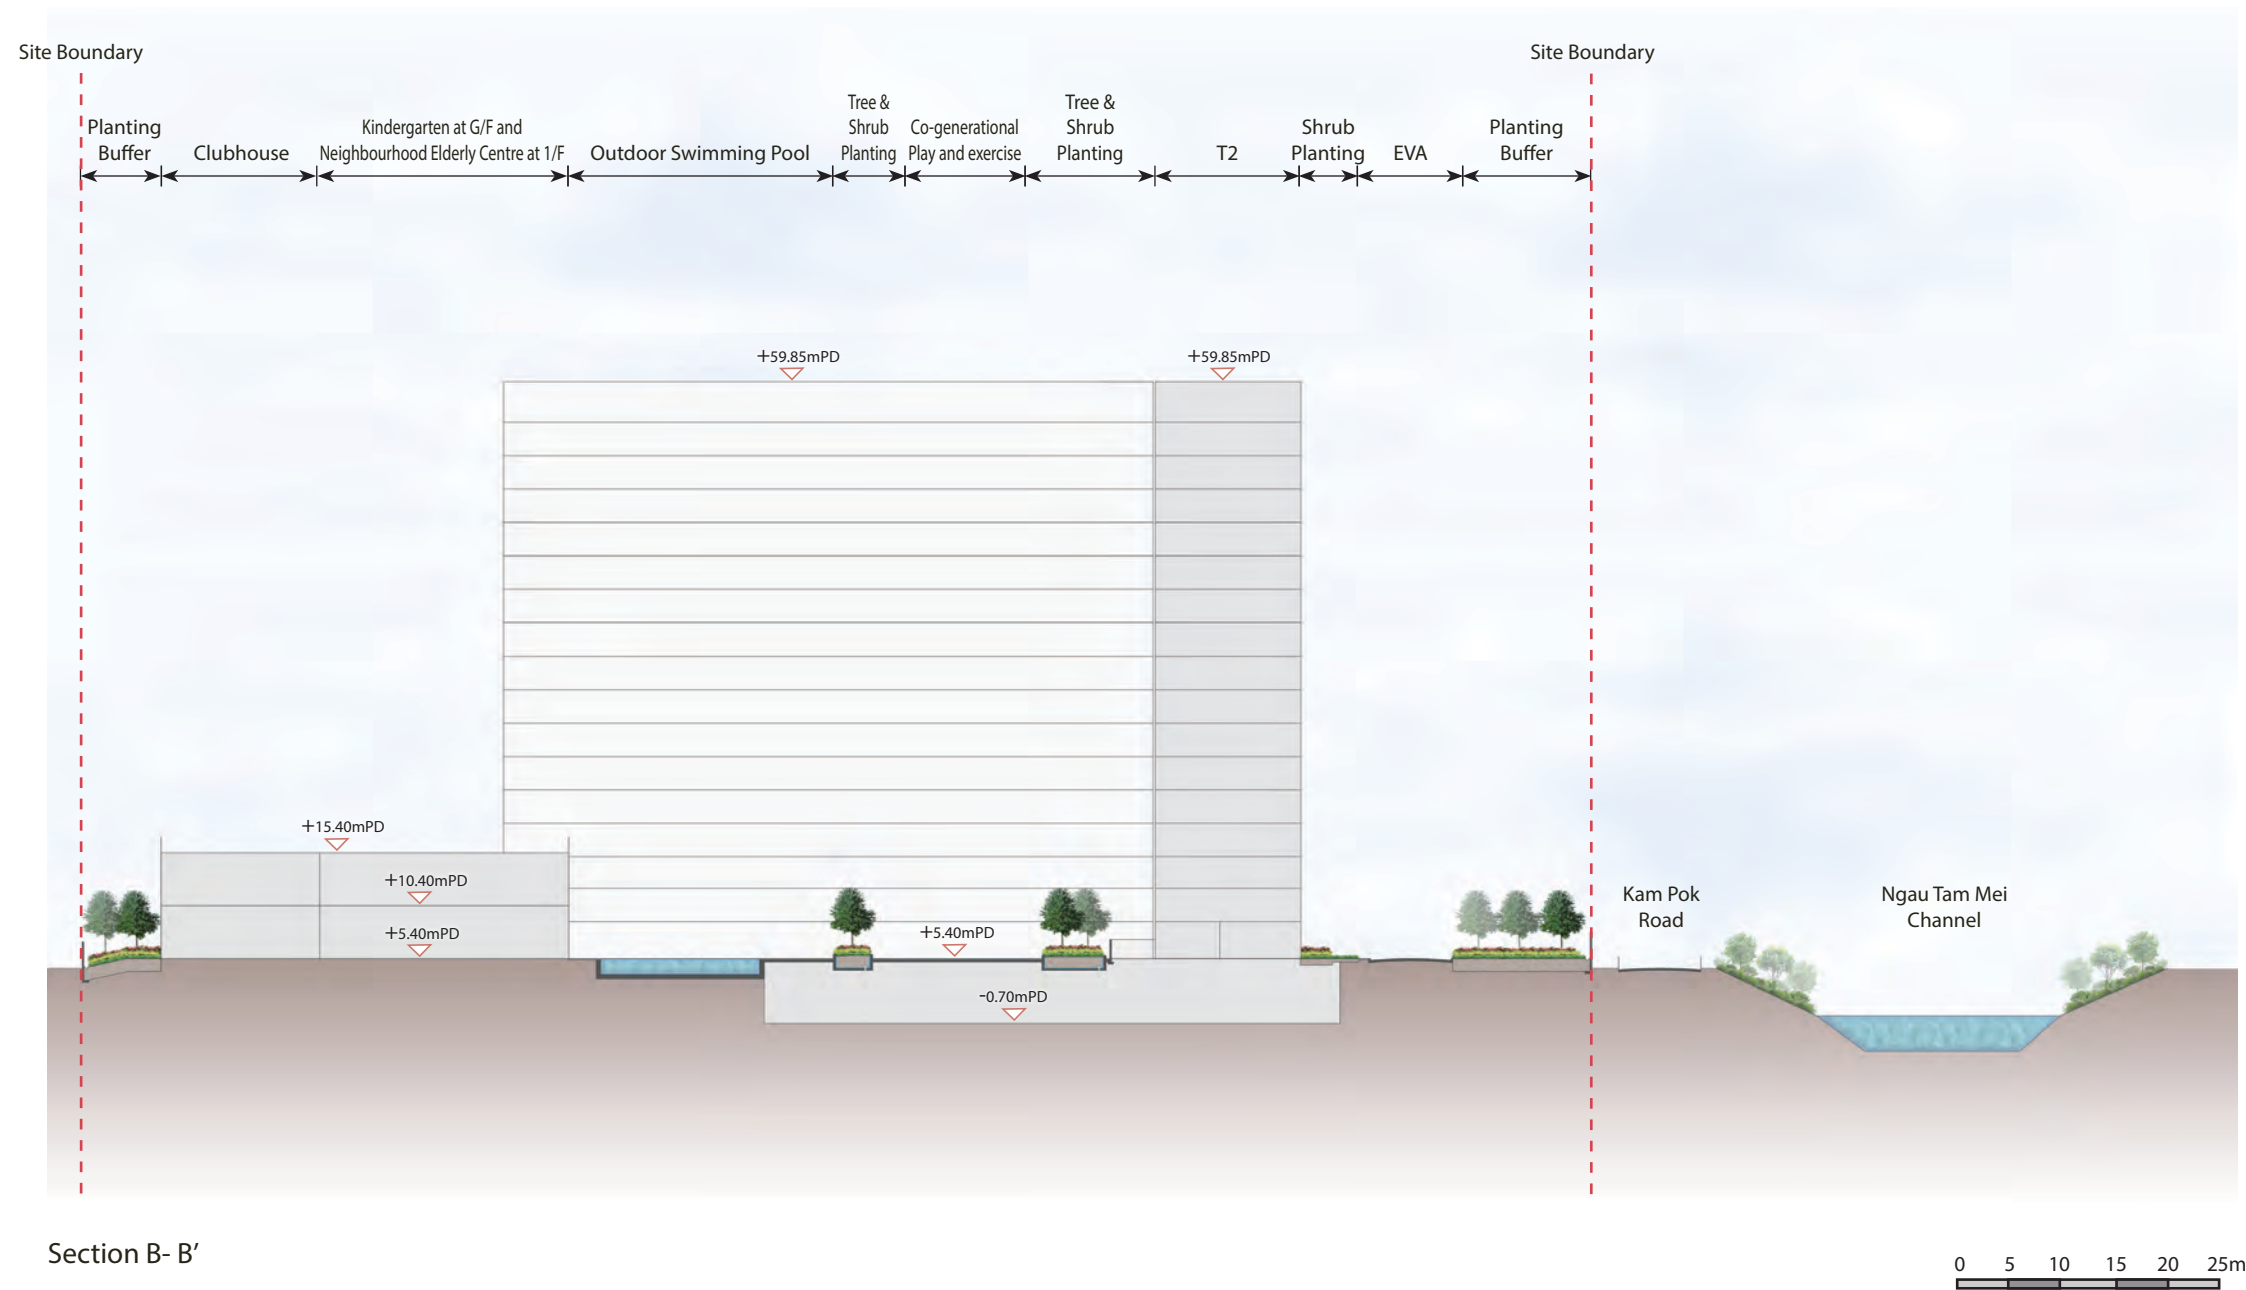 Site Boundary
Site Boundary
Planting
Buffer
Clubhouse
Kindergarten at G/F and
Neighbourhood Elderly Centre at 1/F
Outdoor Swimming Pool
Tree &
Shrub
Planting
Co-generational
Play and exercise
Tree &
Shrub
Planting
T2
Shrub
Planting
EVA
Planting
Buffer
+59.85mPD
+59.85mPD
+15.40mPD
+10.40mPD
+5.40mPD
+5.40mPD
-0.70mPD
Kam Pok
Road
Ngau Tam Mei
Channel
Section B- B’
0 5 10 15 20 25m